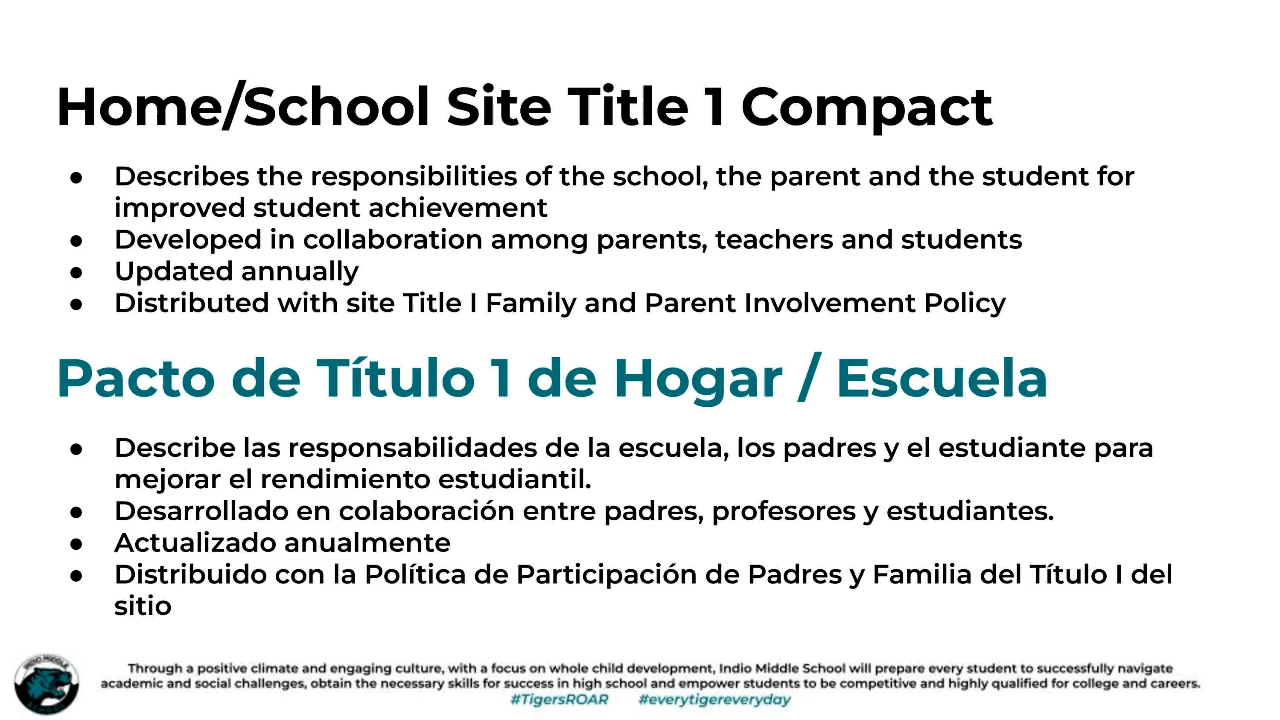 Home/School Site Title 1 Compact
● Describes the responsibilities of the school, the parent and the student for
improved student achievement
● Developed in collaboration among parents, teachers and students
● Updated annually
● Distributed with site Title I Family and Parent Involvement Policy
Pacto de Título 1 de Hogar / Escuela
● Describe las responsabilidades de la escuela, los padres y el estudiante para
mejorar el rendimiento estudiantil.
● Desarrollado en colaboración entre padres, profesores y estudiantes.
● Actualizado anualmente
● Distribuido con la Política de Participación de Padres y Familia del Título I del
sitio
INDIO MIDDLE
Through a positive climate and engaging culture, with a focus on whole child development, Indio Middle School will prepare every student to successfully navigate
academic and social challenges, obtain the necessary skills for success in high school and empower students to be competitive and highly qualified for college and careers.
#TigersROAR #everytigereveryday